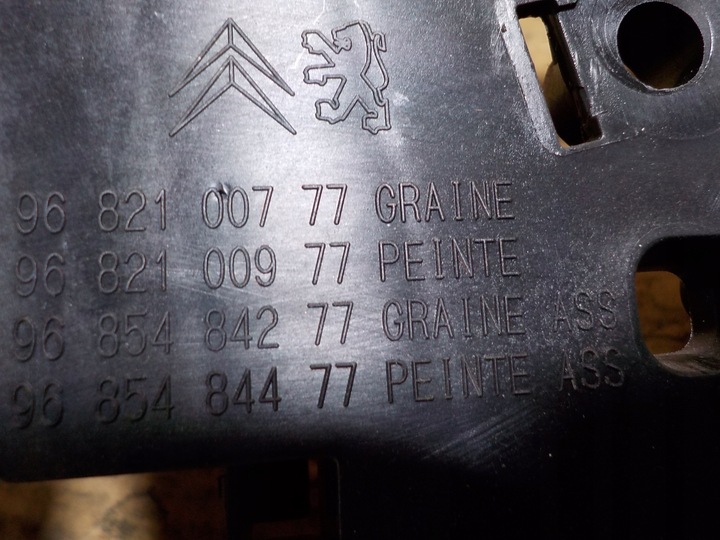 96 821 007 77 GRAINE
96 821 009 77 PEINTE
96 854 842 77 GRAINE ASS
96 854 844 77 PEINTE ASS